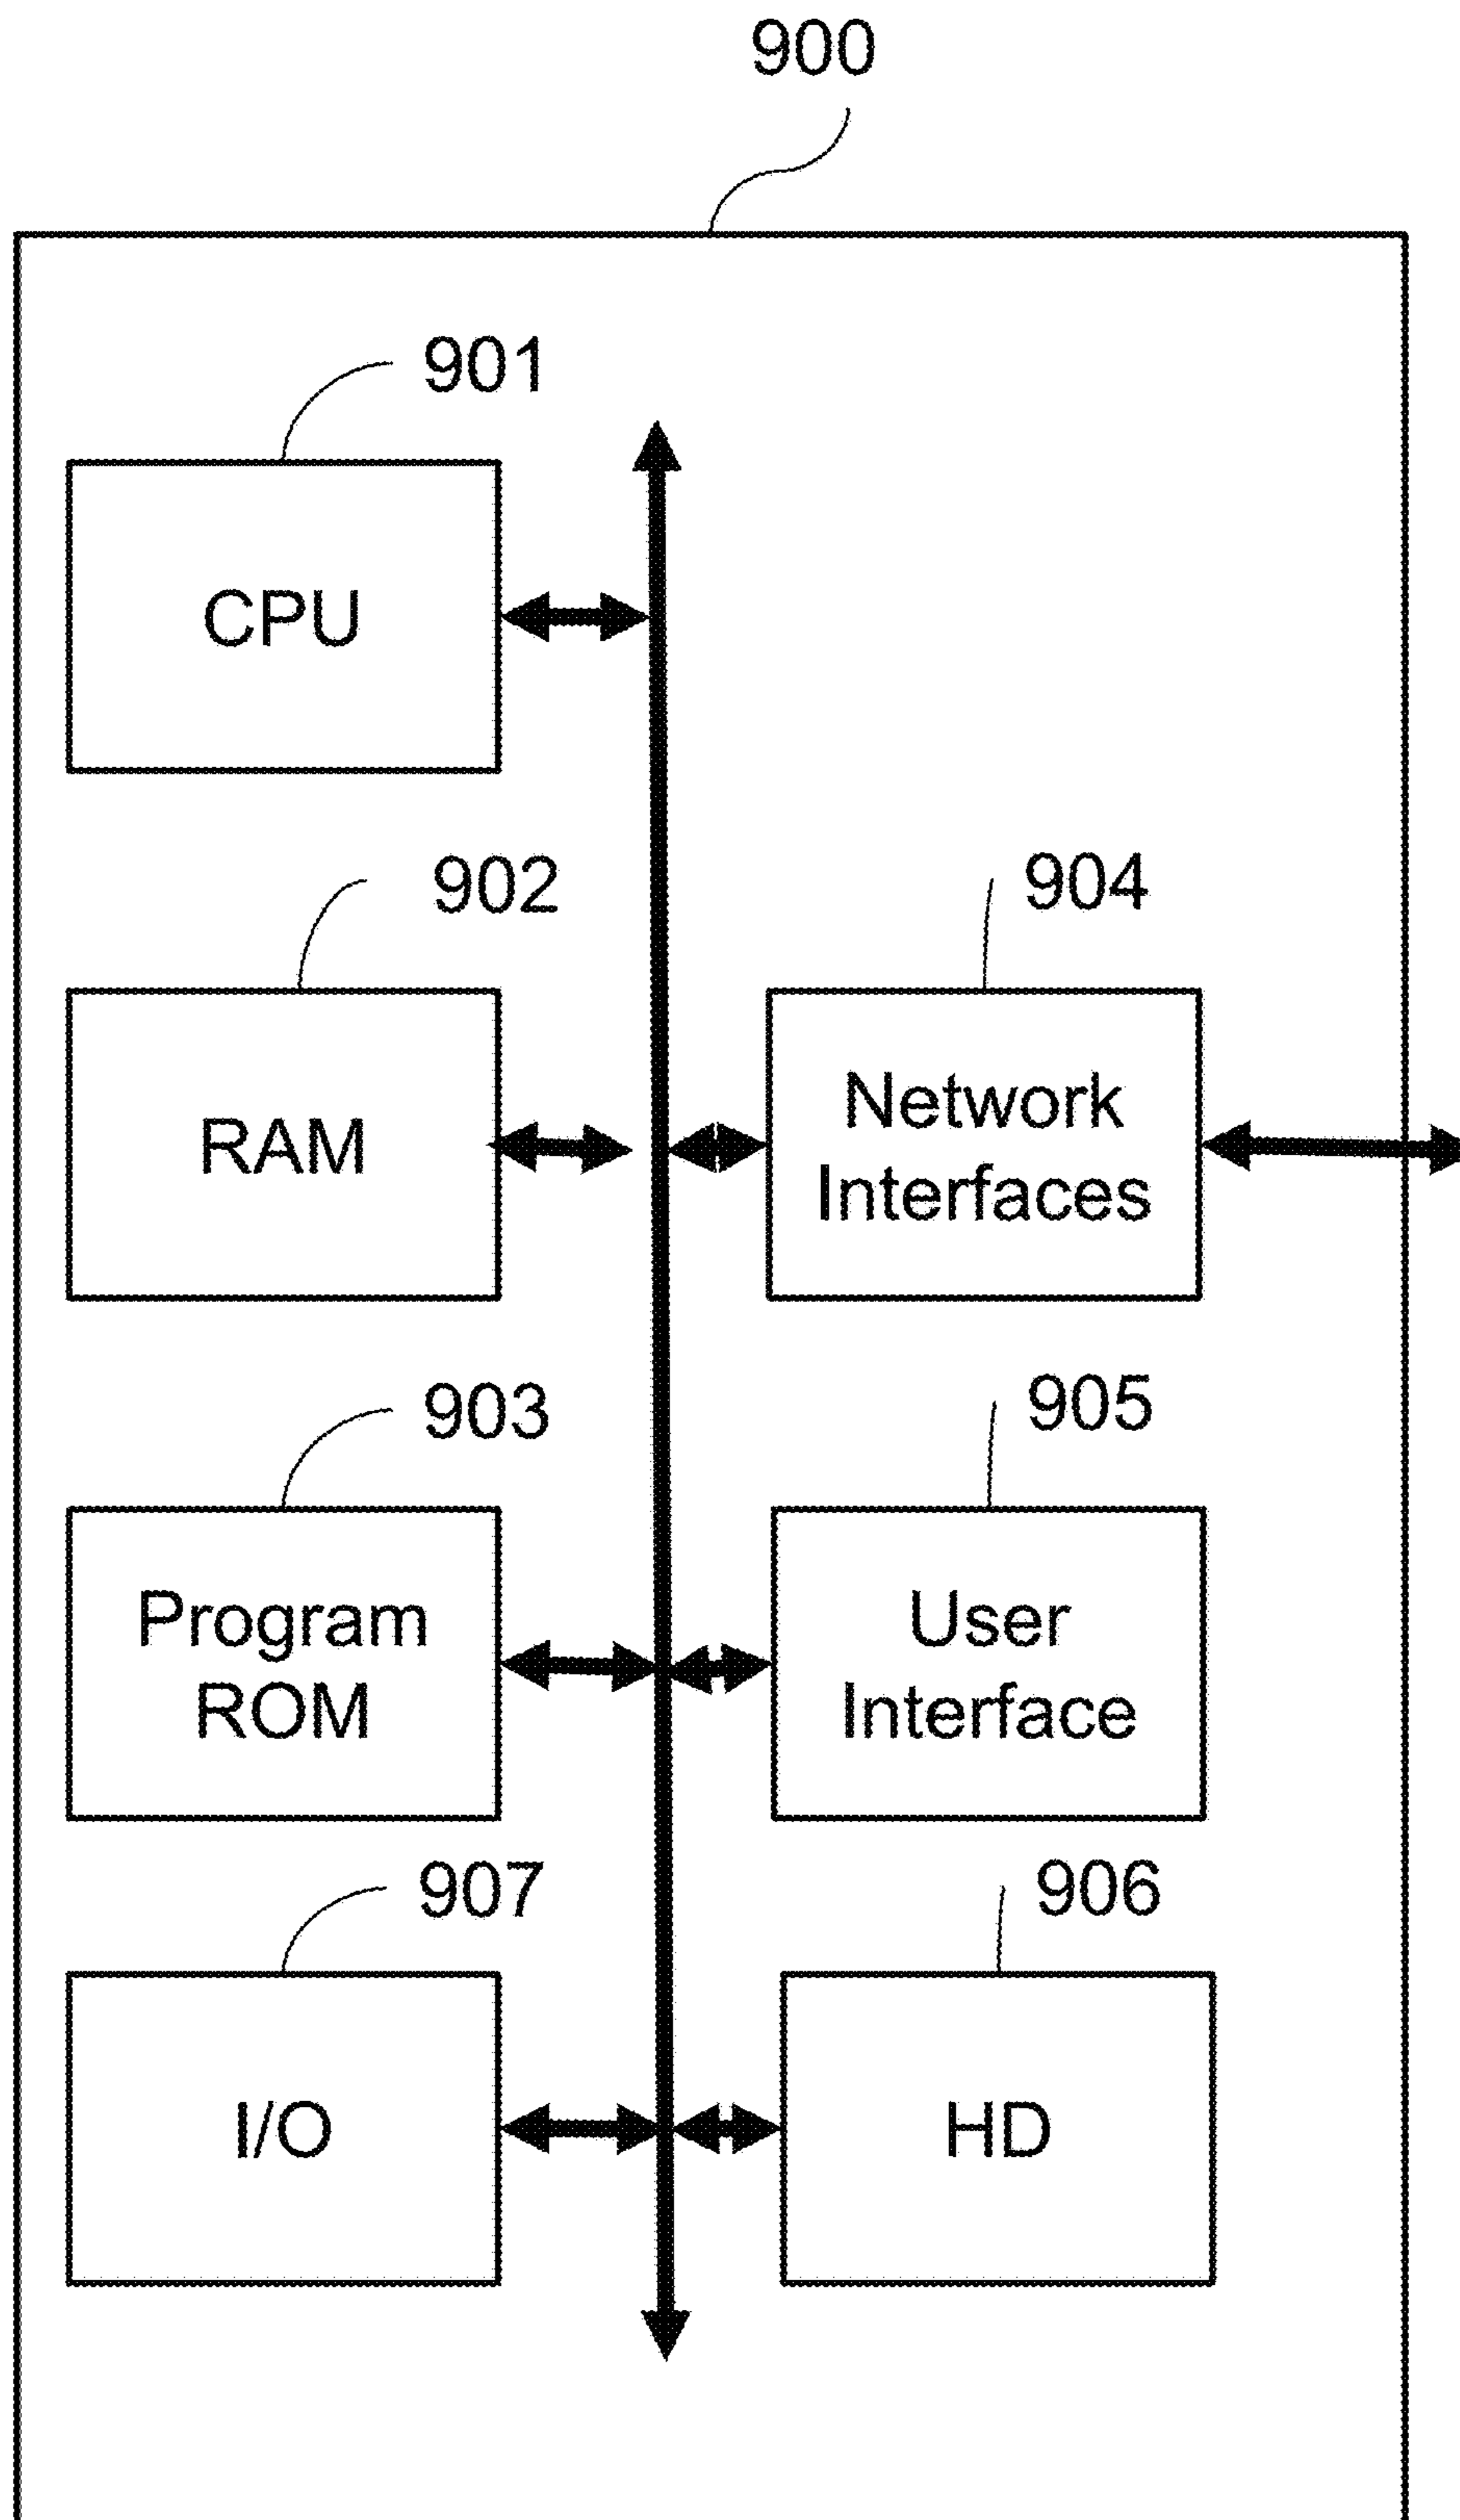 900
901
CPU
902
RAM
904
Network
Interfaces
903
Program
ROM
905
User
Interface
907
I/O
906
HD